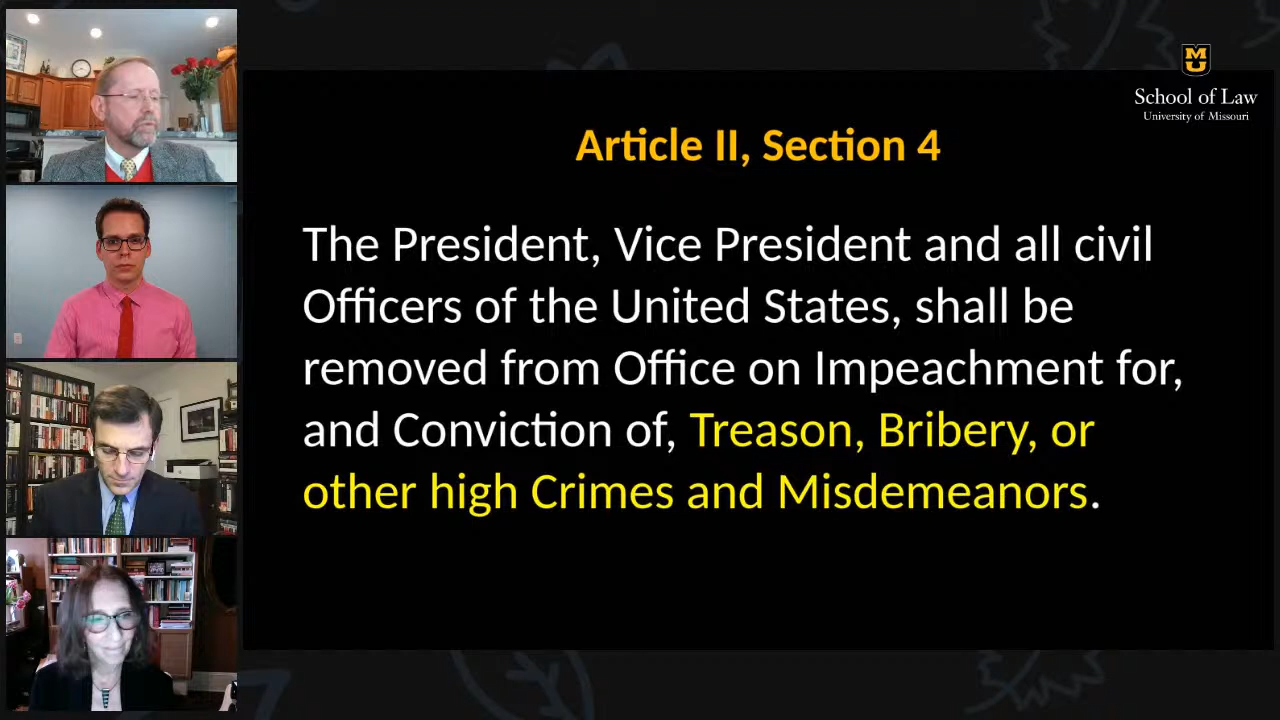 MU
School of Law
University of Missouri
Article II, Section 4
The President, Vice President and all civil
Officers of the United States, shall be
removed from Office on Impeachment for,
and Conviction of, Treason, Bribery, or
other high Crimes and Misdemeanors.